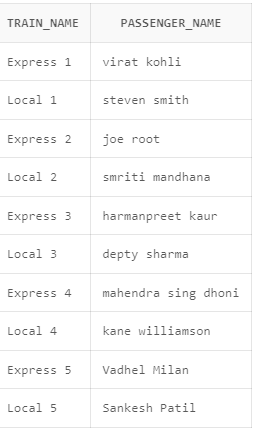 TRAIN_NAME PASSENGER_NAME
Express 1 virat kohli
Local 1 steven smith
Express 2 joe root
Local 2 smriti mandhana
Express 3 harmanpreet kaur
Local 3 depty sharma
Express 4 mahendra sing dhoni
Local 4 kane williamson
Express 5 Vadhel Milan
Local 5 Sankesh Patil